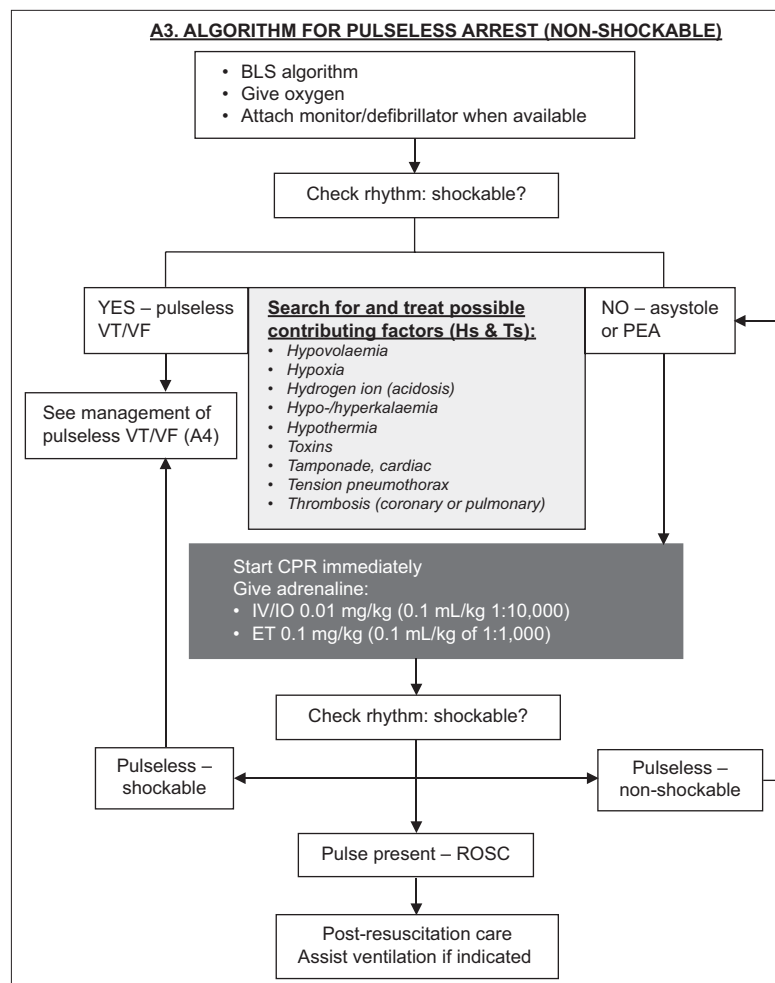 A3. ALGORITHM FOR PULSELESS ARREST (NON-SHOCKABLE)
• BLS algorithm
• Give oxygen
• Attach monitor/defibrillator when available
Check rhythm: shockable?
YES – pulseless
VT/VF
Search for and treat possible
contributing factors (Hs & Ts):
• Hypovolaemia
• Hypoxia
• Hydrogen ion (acidosis)
• Hypo-/hyperkalaemia
• Hypothermia
• Toxins
• Tamponade, cardiac
• Tension pneumothorax
• Thrombosis (coronary or pulmonary)
NO – asystole
or PEA
See management of
pulseless VT/VF (A4)
Start CPR immediately
Give adrenaline:
• IV/IO 0.01 mg/kg (0.1 mL/kg 1:10,000)
• ET 0.1 mg/kg (0.1 mL/kg of 1:1,000)
Check rhythm: shockable?
Pulseless –
shockable
Pulseless –
non-shockable
Pulse present – ROSC
Post-resuscitation care
Assist ventilation if indicated